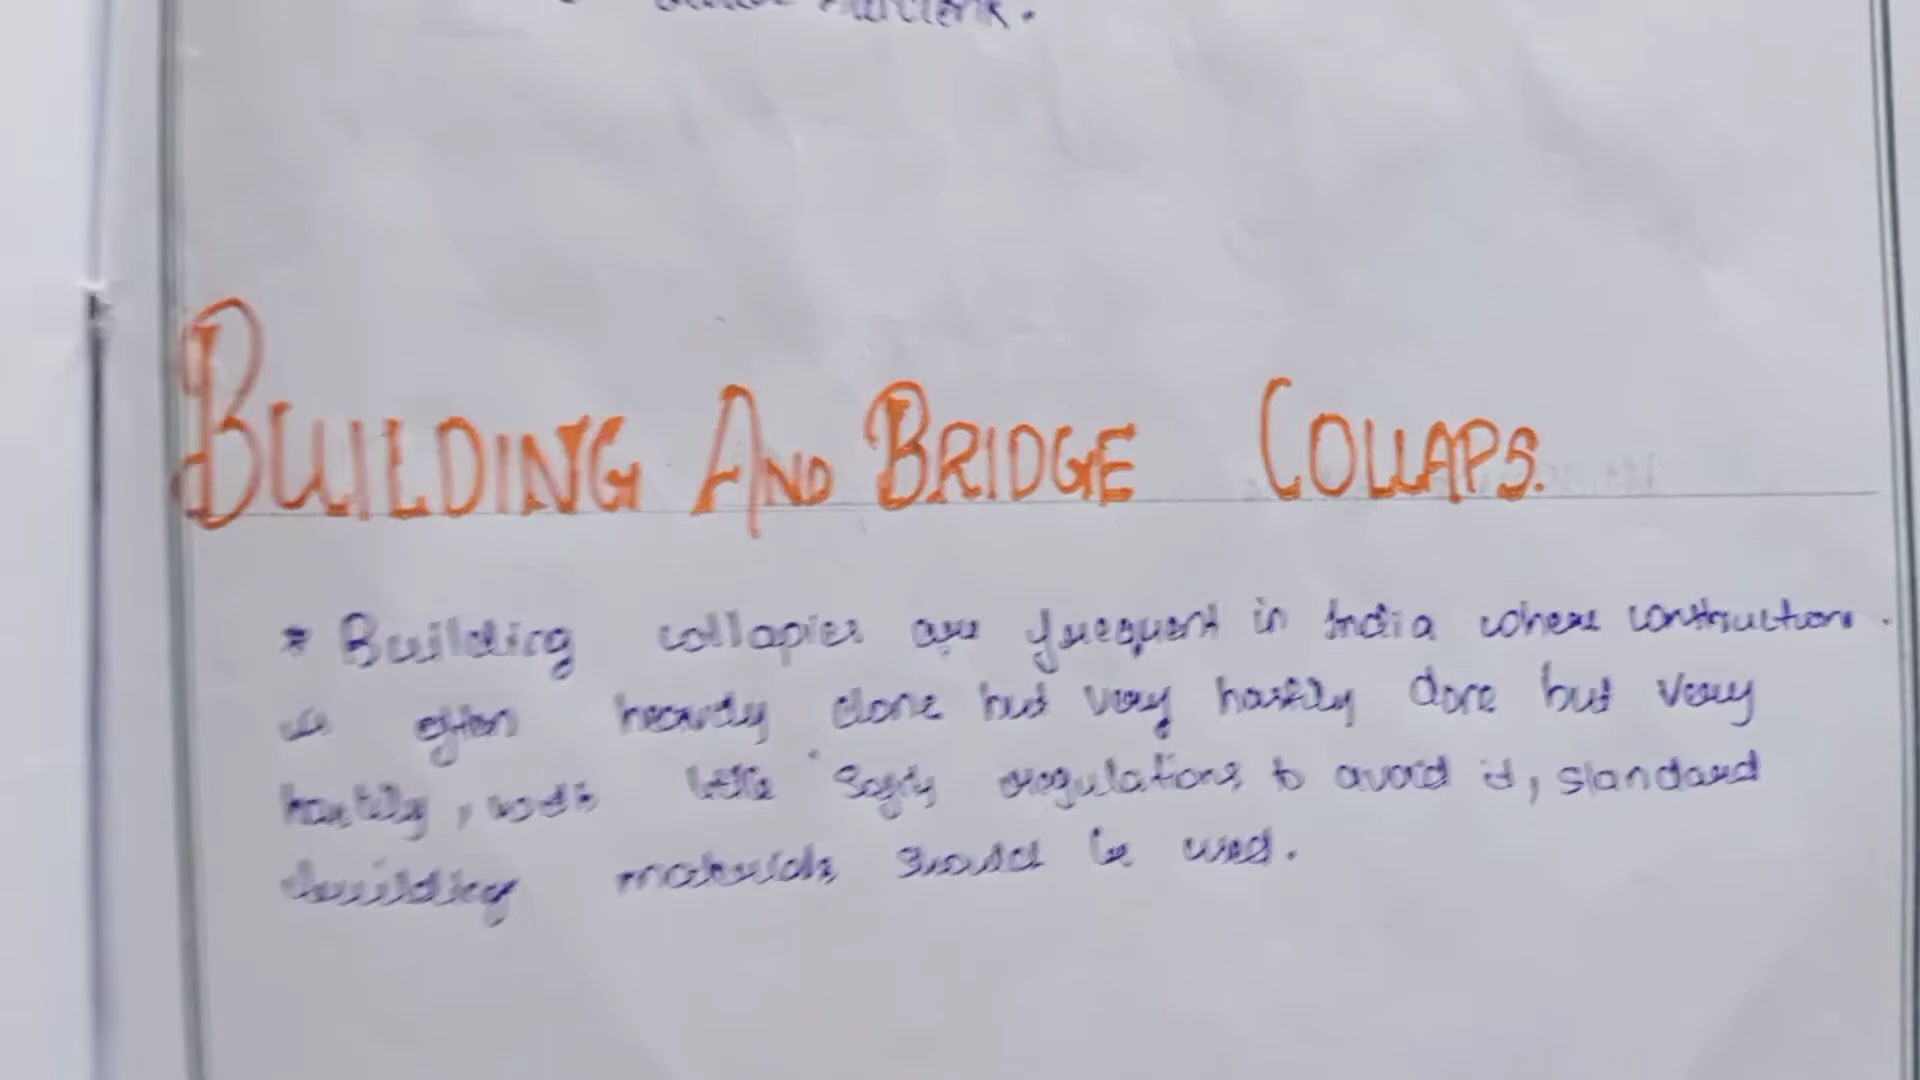 BUILDING AND BRIDGE COLLAPS.
* Building collapses are frequent in India where construction.
is often heavily done but very hastily done but very
hastily, with little safty regulations to avoid it, standard
building materials should be used.